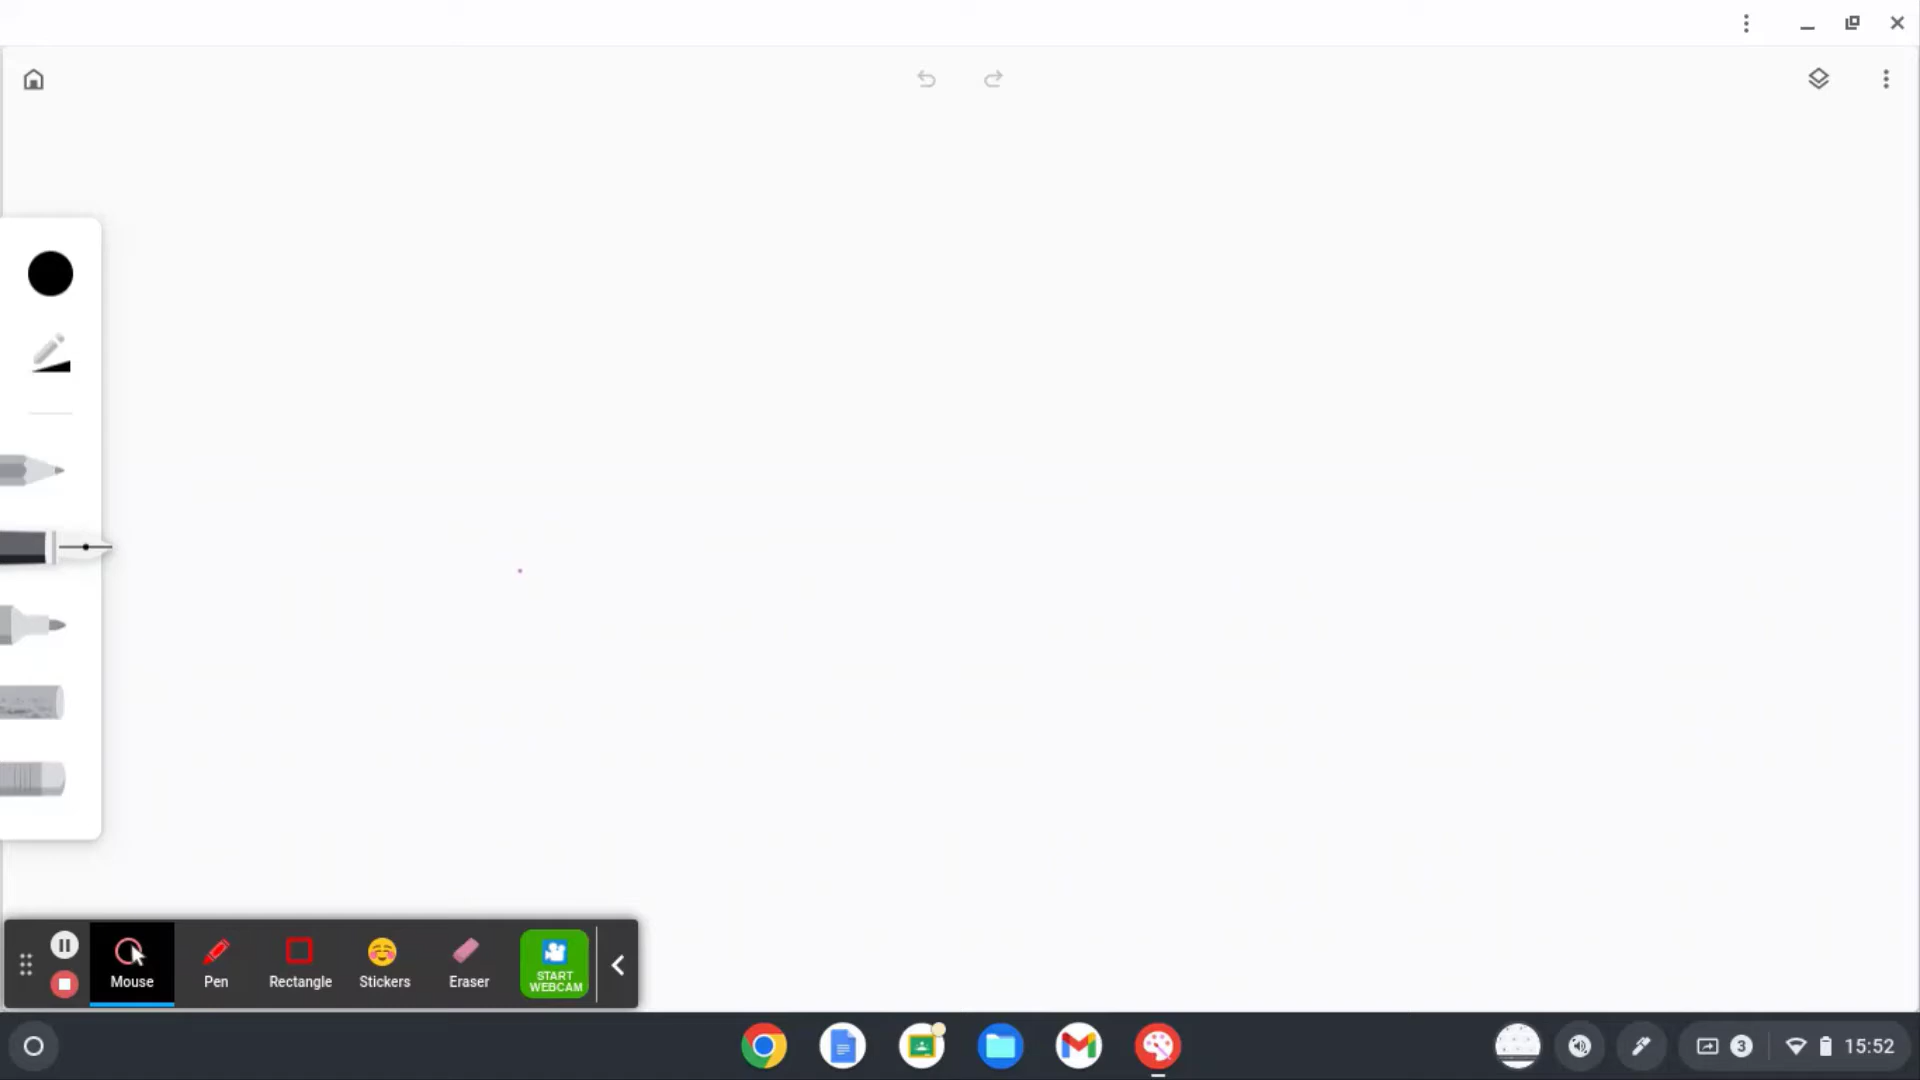 Mouse
Pen
Rectangle
Stickers
Eraser
START
WEBCAM
3
15:52